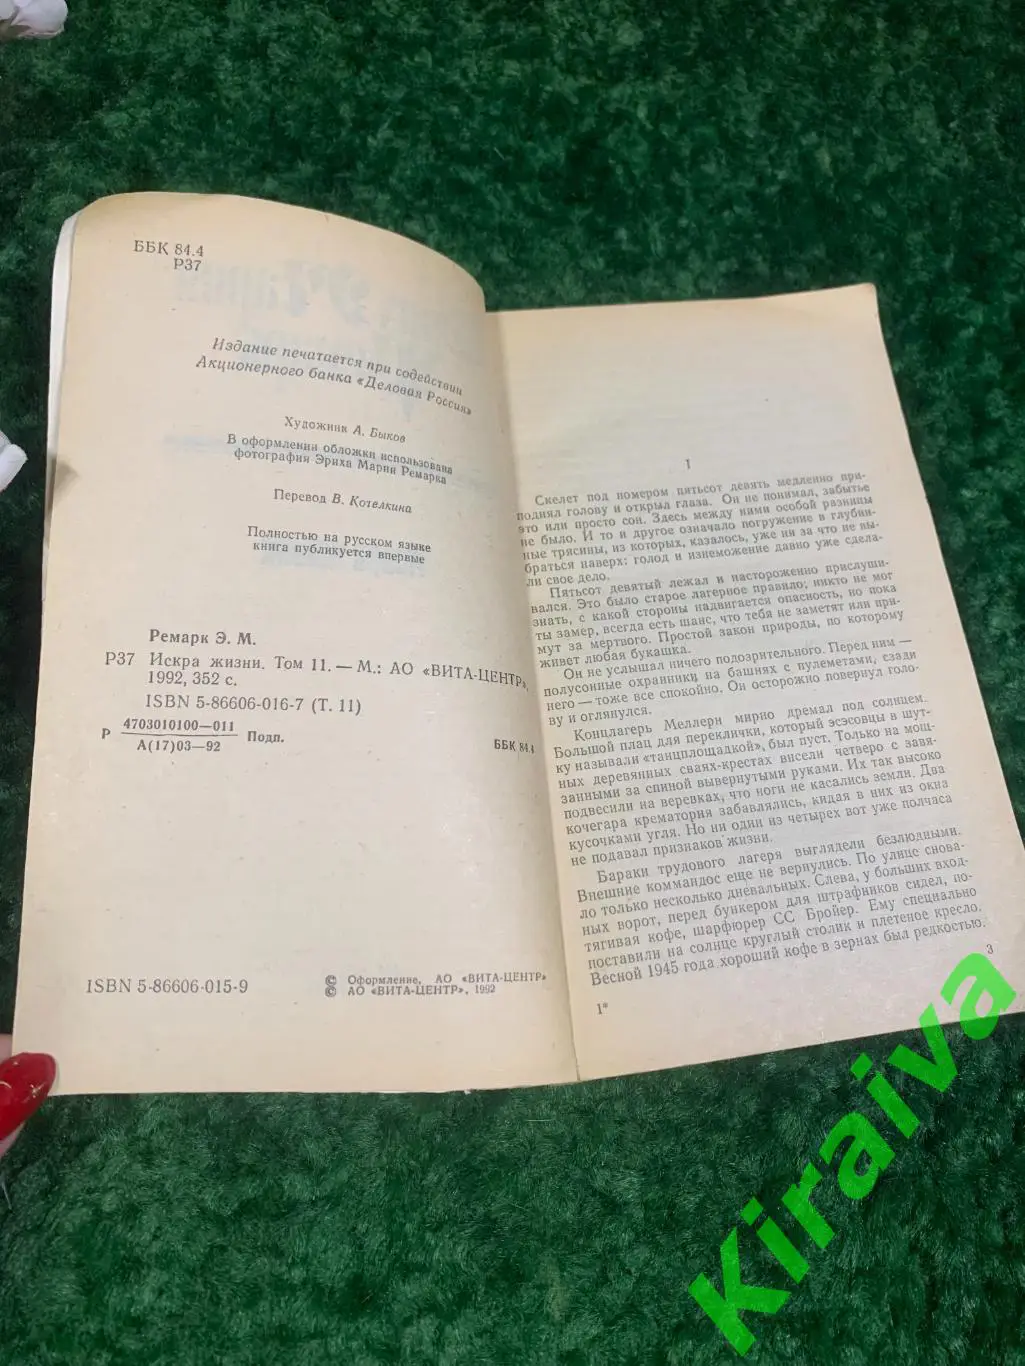 ББК 84.4
Р37
Издание печатается при содействии
Акционерного банка «Деловая Россия»
Художник А. Быков
В оформлении обложки использована
фотография Эриха Марии Ремарка
Перевод В. Котелкина
Полностью на русском языке
книга публикуется впервые
Ремарк Э. М.
Р37 Искра жизни. Том 11. — М.: АО «ВИТА-ЦЕНТР»,
1992, 352 с.
ISBN 5-86606-016-7 (Т. 11)
Р 4703010100—011 Подп.
А(17)03—92
ББК 84.4
ISBN 5-86606-015-9
© Оформление, АО «ВИТА-ЦЕНТР»
© АО «ВИТА-ЦЕНТР», 1992
I
Скелет под номером пятьсот девять медленно при-
поднял голову и открыл глаза. Он не понимал, забытье
это или просто сон. Здесь между ними особой разницы
не было. И то и другое означало погружение в глубин-
ные трясины, из которых, казалось, уже ни за что не вы-
браться наверх: голод и изнеможение давно уже сдела-
ли свое дело.
Пятьсот девятый лежал и настороженно прислуши-
вался. Это было старое лагерное правило; никто не мог
знать, с какой стороны надвигается опасность, но пока
ты замер, всегда есть шанс, что тебя не заметят или при-
мут за мертвого. Простой закон природы, по которому
живет любая букашка.
Он не услышал ничего подозрительного. Перед ним —
полусонные охранники на башнях с пулеметами, сзади
него — тоже все спокойно. Он осторожно повернул голо-
ву и оглянулся.
Концлагерь Меллерн мирно дремал под солнцем.
Большой плац для переклички, который эсэсовцы в шут-
ку называли «танцплощадкой», был пуст. Только на мощ-
ных деревянных сваях-крестах висели четверо с завя-
занными за спиной вывернутыми руками. Их так высоко
подвесили на веревках, что ноги не касались земли. Два
кочегара крематория забавлялись, кидая в них из окна
кусочками угля. Но ни один из четырех вот уже полчаса
не подавал признаков жизни.
Бараки трудового лагеря выглядели безлюдными.
Внешние коммандос еще не вернулись. По улице снова-
ло только несколько дневальных. Слева, у больших вход-
ных ворот, перед бункером для штрафников сидел, по-
тягивая кофе, шарфюрер СС Бройер. Ему специально
поставили на солнце круглый столик и плетеное кресло.
Весной 1945 года хороший кофе в зернах был редкостью.
3
1*
Kiraiva